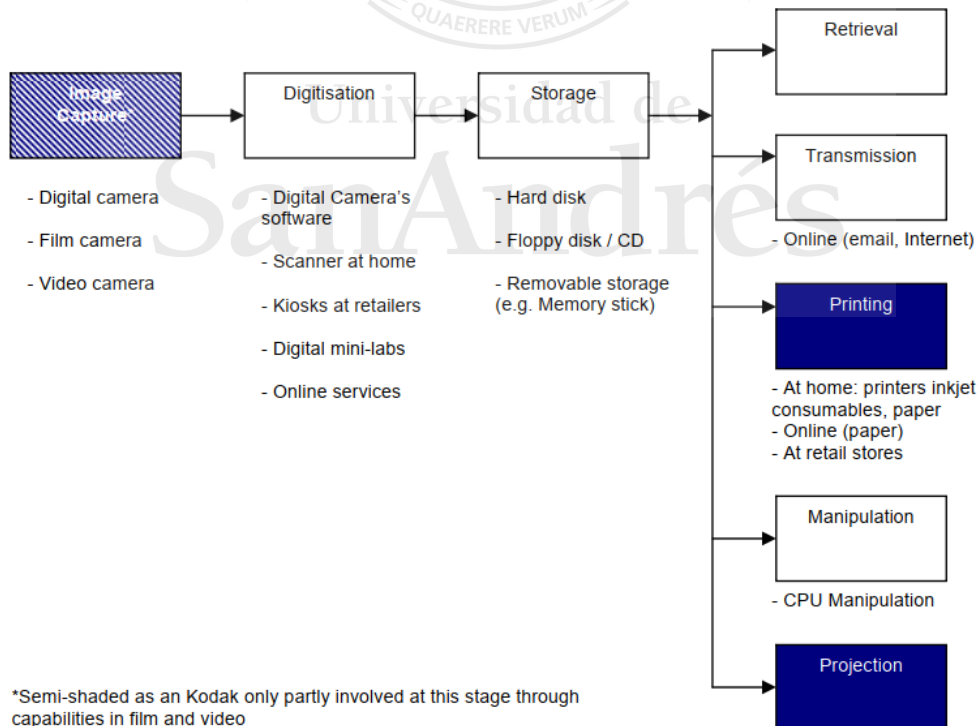 QUAERERE VERUM
Universidad de
SanAndrés
Image
Capture*
- Digital camera
- Film camera
- Video camera
Digitisation
- Digital Camera's
software
- Scanner at home
- Kiosks at retailers
- Digital mini-labs
- Online services
Storage
- Hard disk
- Floppy disk / CD
- Removable storage
(e.g. Memory stick)
Retrieval
Transmission
- Online (email, Internet)
Printing
- At home: printers inkjet
consumables, paper
- Online (paper)
- At retail stores
Manipulation
- CPU Manipulation
Projection
*Semi-shaded as an Kodak only partly involved at this stage through
capabilities in film and video